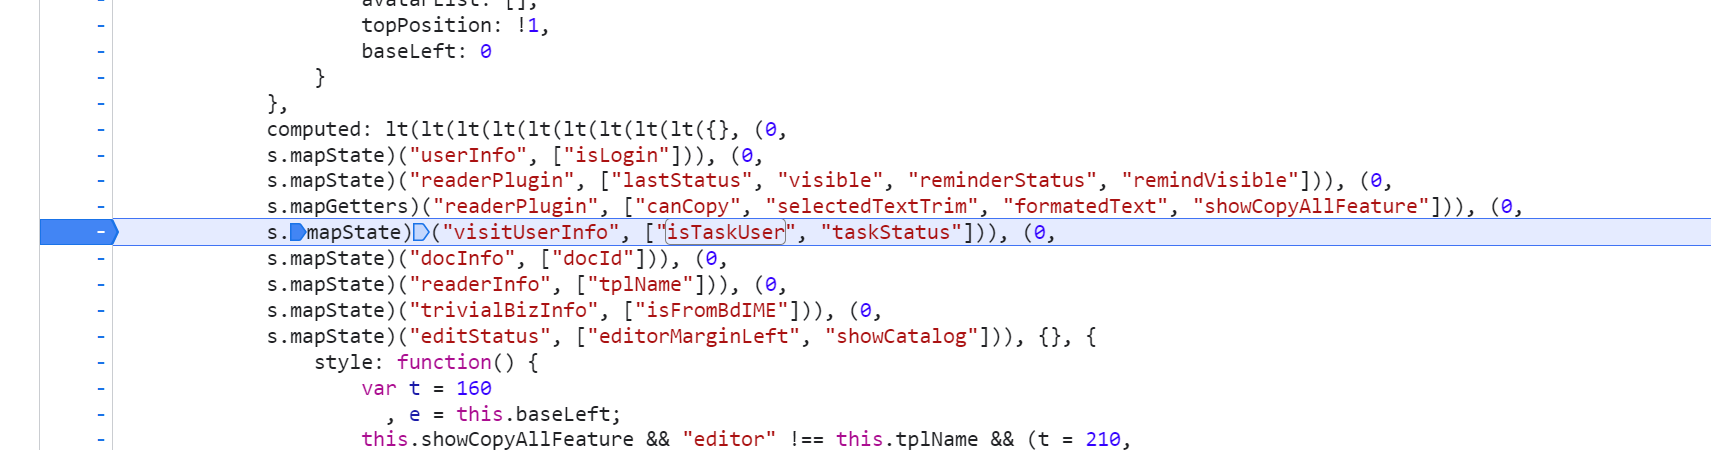 avatarList: [],
topPosition: !1,
baseLeft: 0
}
},
computed: lt(lt(lt(lt(lt(lt(lt(lt(lt({}, (0,
s.mapState)("userInfo", ["isLogin"])), (0,
s.mapState)("readerPlugin", ["lastStatus", "visible", "reminderStatus", "remindVisible"])), (0,
s.mapGetters)("readerPlugin", ["canCopy", "selectedTextTrim", "formatedText", "showCopyAllFeature"])), (0,
s.mapState)("visitUserInfo", ["isTaskUser", "taskStatus"])), (0,
s.mapState)("docInfo", ["docId"])), (0,
s.mapState)("readerInfo", ["tplName"])), (0,
s.mapState)("trivialBizInfo", ["isFromBdIME"])), (0,
s.mapState)("editStatus", ["editorMarginLeft", "showCatalog"])), {}, {
style: function() {
var t = 160
, e = this.baseLeft;
this.showCopyAllFeature && "editor" !== this.tplName && (t = 210,